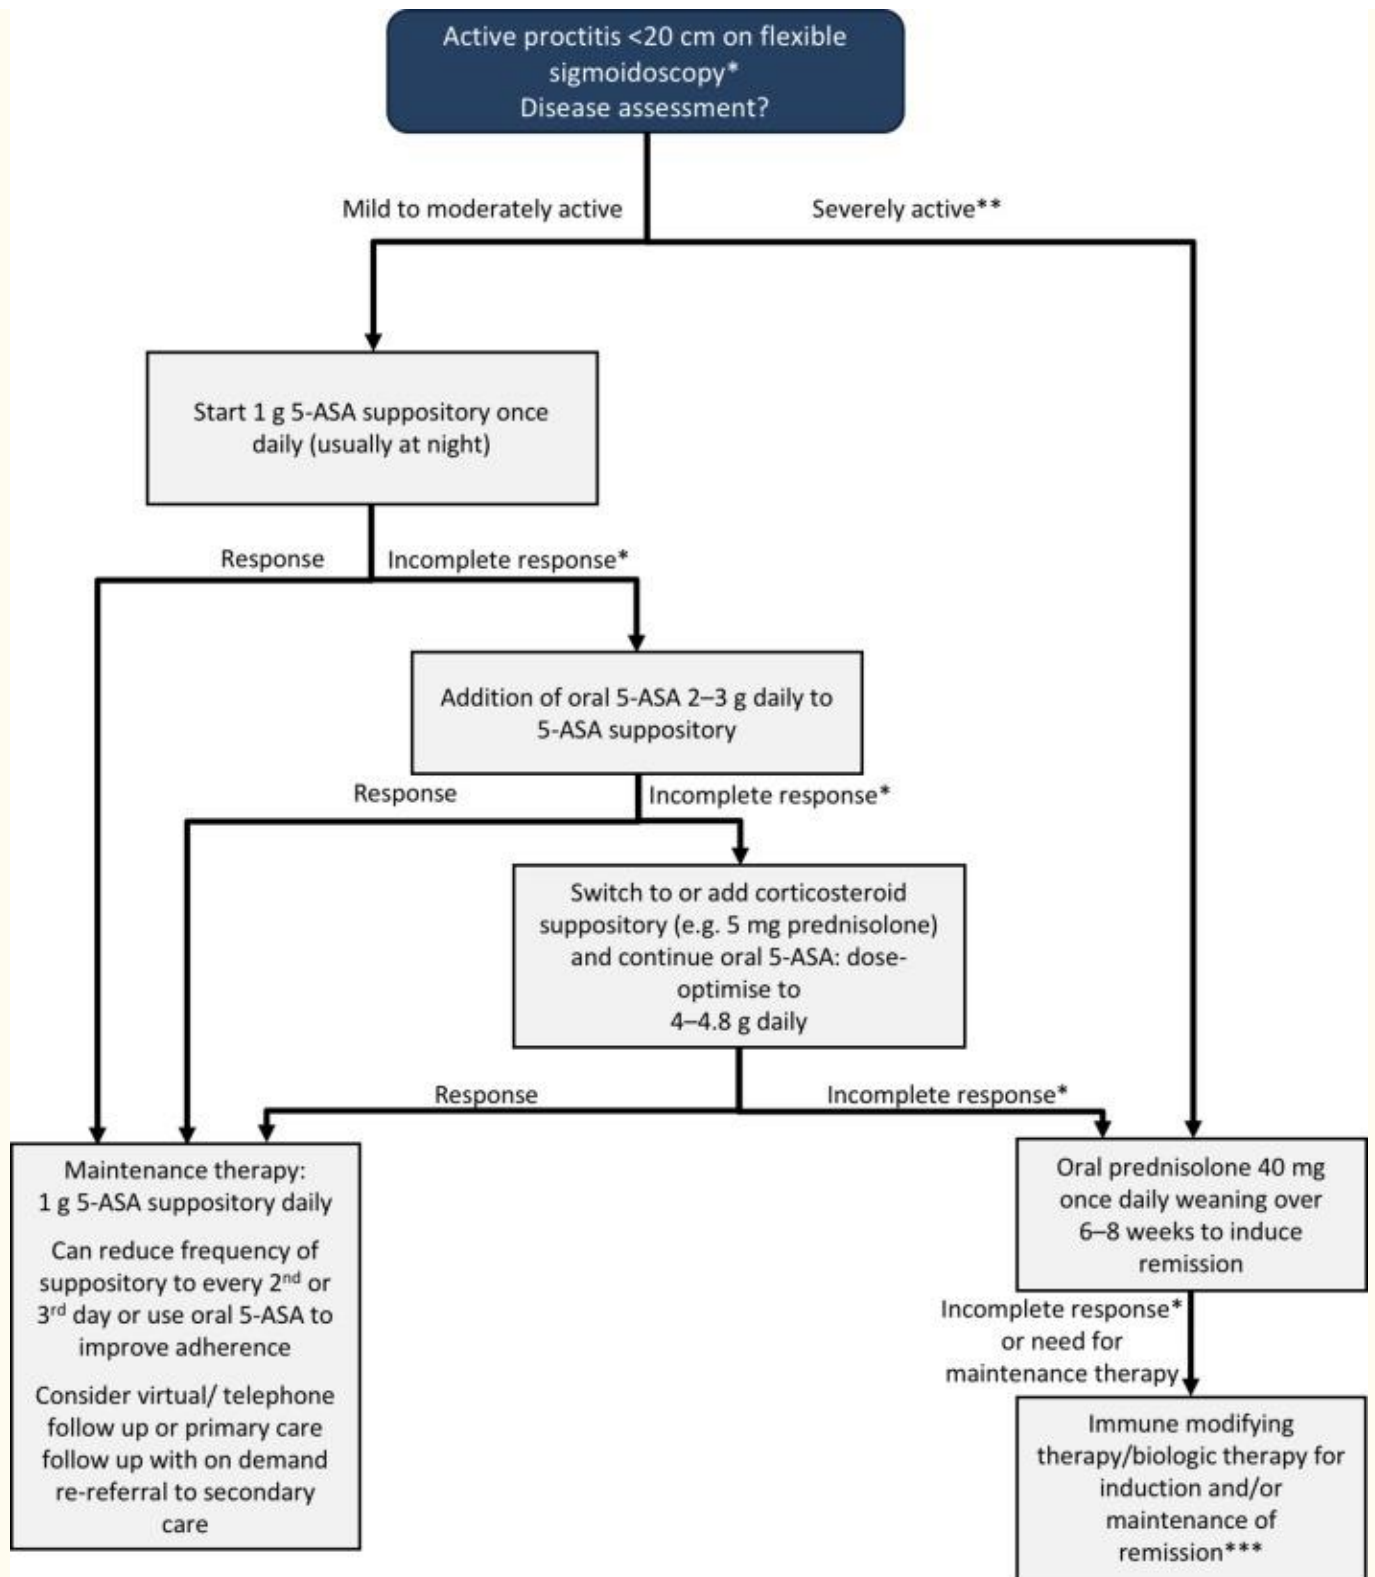 Active proctitis <20 cm on flexible
sigmoidoscopy*
Disease assessment?
Mild to moderately active
Severely active**
Start 1 g 5-ASA suppository once
daily (usually at night)
Response
Incomplete response*
Addition of oral 5-ASA 2–3 g daily to
5-ASA suppository
Response
Incomplete response*
Switch to or add corticosteroid
suppository (e.g. 5 mg prednisolone)
and continue oral 5-ASA: dose-
optimise to
4–4.8 g daily
Response
Incomplete response*
Maintenance therapy:
1 g 5-ASA suppository daily
Can reduce frequency of
suppository to every 2nd or
3rd day or use oral 5-ASA to
improve adherence
Consider virtual/ telephone
follow up or primary care
follow up with on demand
re-referral to secondary
care
Oral prednisolone 40 mg
once daily weaning over
6–8 weeks to induce
remission
Incomplete response*
or need for
maintenance therapy
Immune modifying
therapy/biologic therapy for
induction and/or
maintenance of
remission***